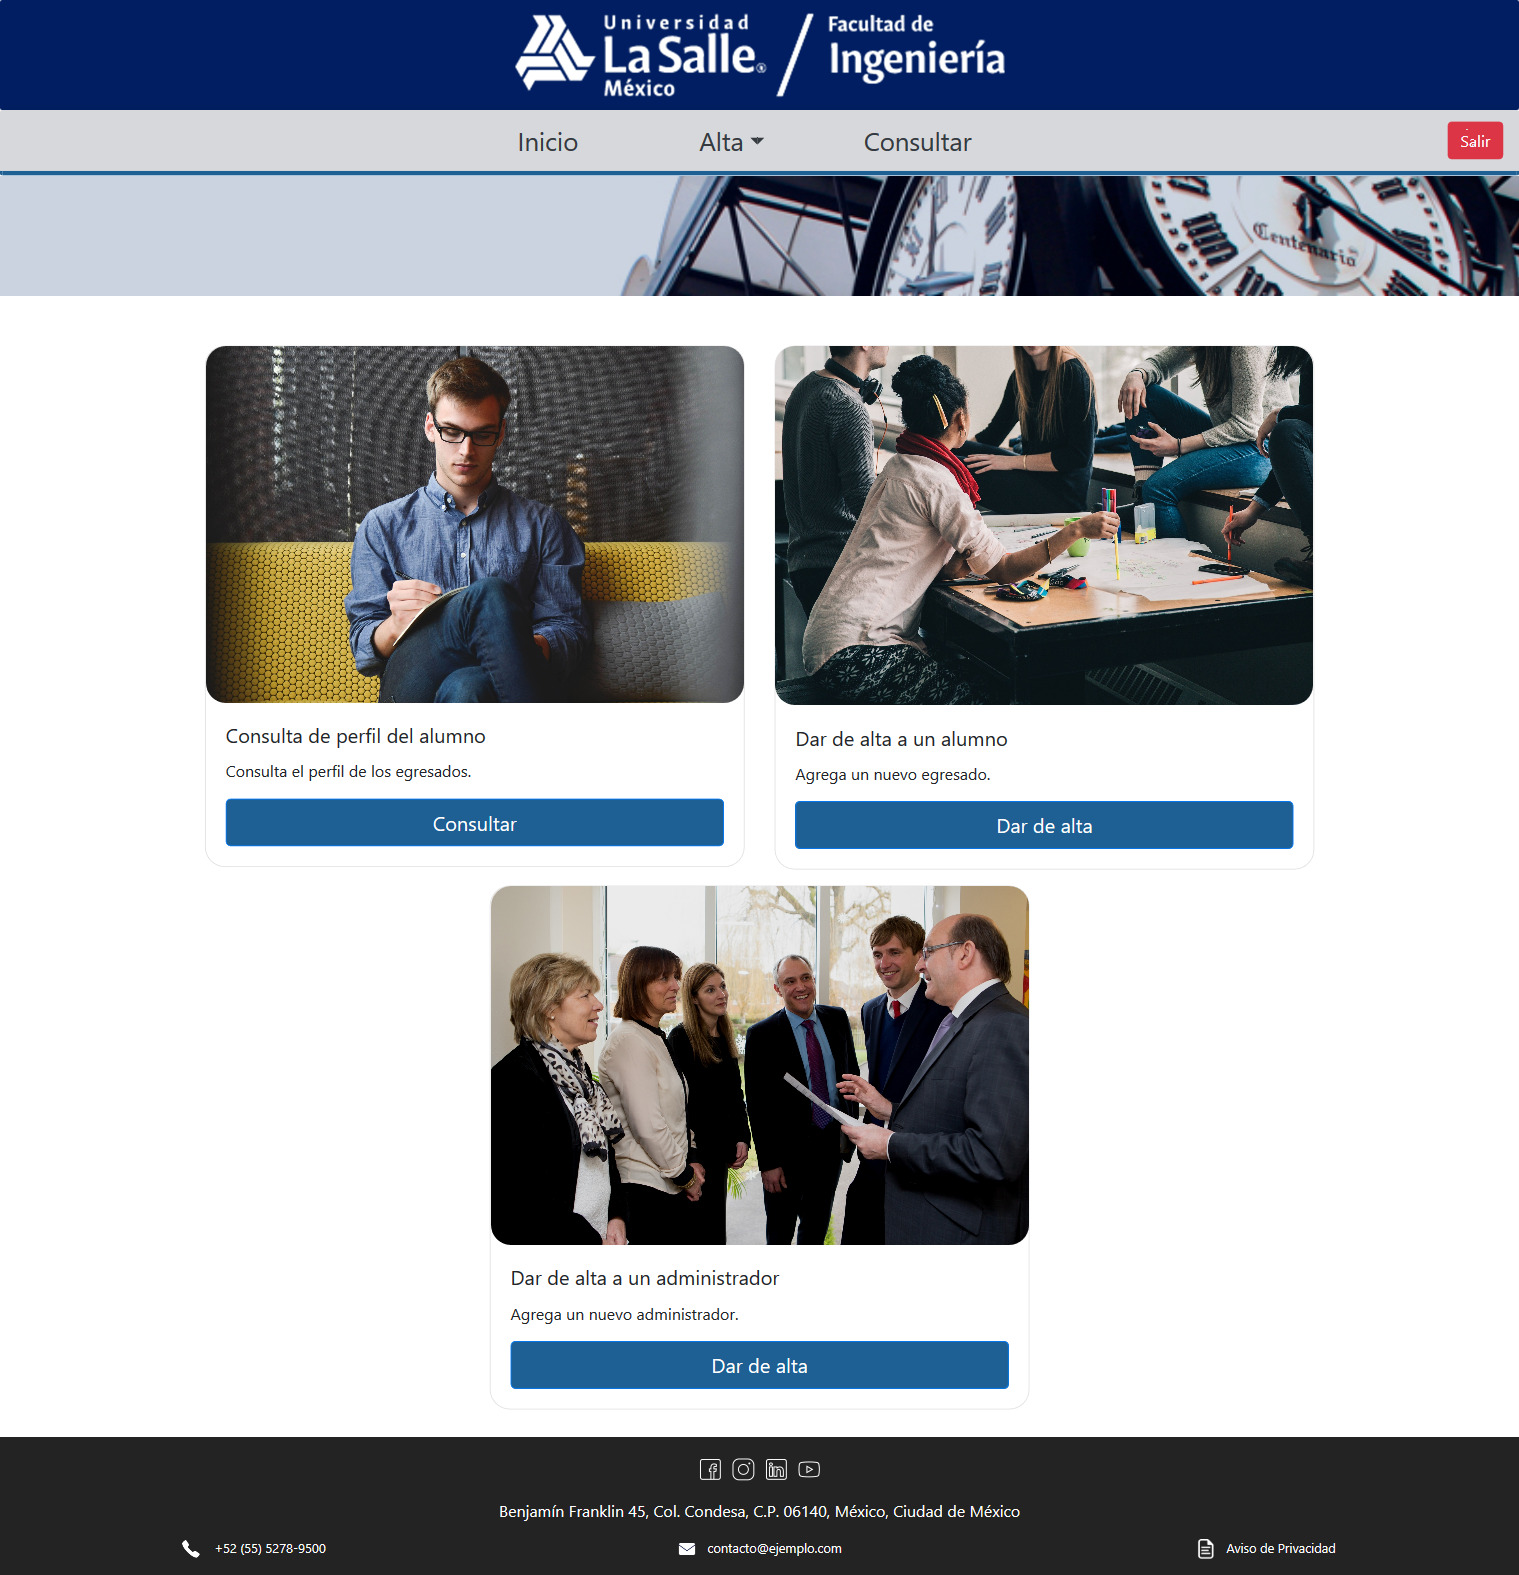 Universidad
La Salle®
México
Facultad de
Ingeniería
Inicio
Alta
Consultar
Salir
Centenario
Consulta de perfil del alumno
Consulta el perfil de los egresados.
Consultar
Dar de alta a un alumno
Agrega un nuevo egresado.
Dar de alta
Dar de alta a un administrador
Agrega un nuevo administrador.
Dar de alta
Benjamín Franklin 45, Col. Condesa, C.P. 06140, México, Ciudad de México
+52 (55) 5278-9500
contacto@ejemplo.com
Aviso de Privacidad